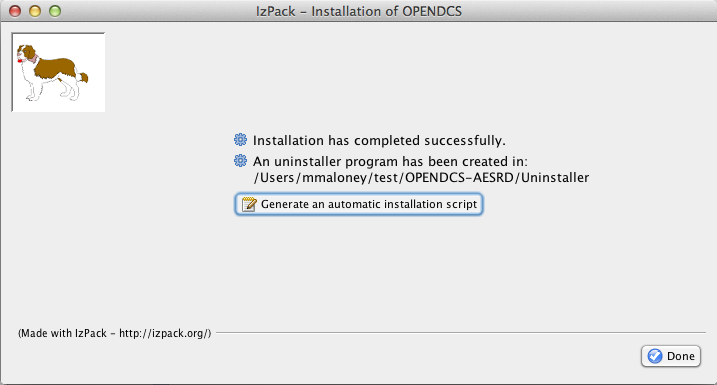 IzPack - Installation of OPENDCS
Installation has completed successfully.
An uninstaller program has been created in:
/Users/mmaloney/test/OPENDCS-AESRD/Uninstaller
Generate an automatic installation script
(Made with IzPack - http://izpack.org/)
Done